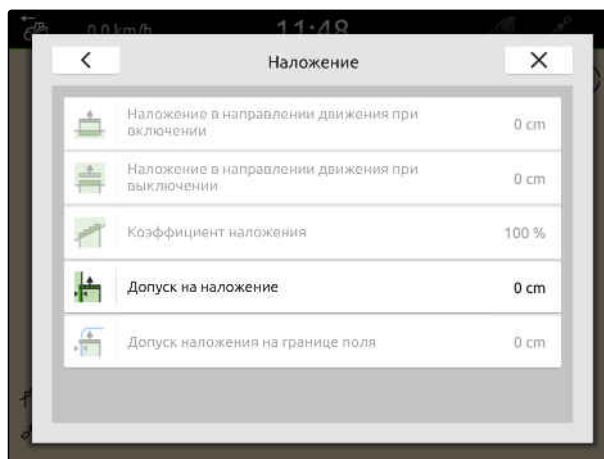 0.0 km/h
11:48
Наложение
Наложение в направлении движения при
включении
0 cm
Наложение в направлении движения при
выключении
0 cm
Коэффициент наложения
100 %
Допуск на наложение
0 cm
Допуск наложения на границе поля
0 cm